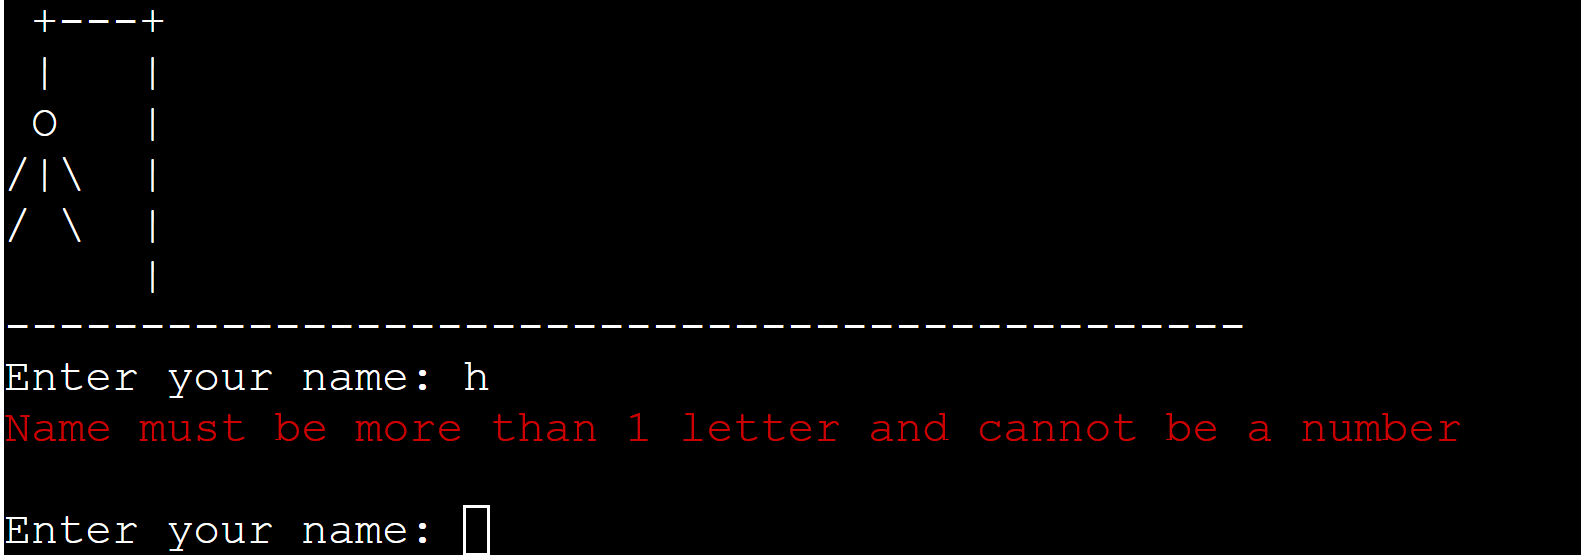 +---+
 |   |
 O   |
/|\  |
/ \  |
     |
----------------------------------------------
Enter your name: h
Name must be more than 1 letter and cannot be a number

Enter your name: